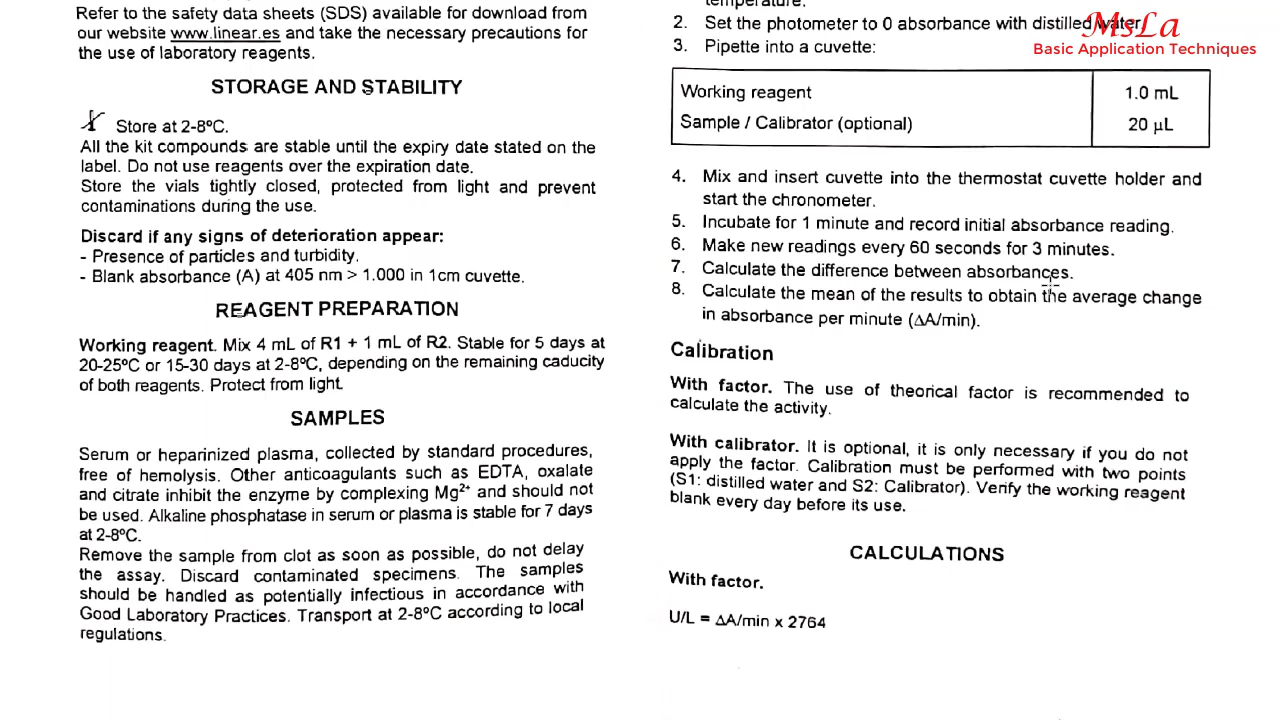 Refer to the safety data sheets (SDS) available for download from
our website www.linear.es and take the necessary precautions for
the use of laboratory reagents.
STORAGE AND STABILITY
Store at 2-8ºC.
All the kit compounds are stable until the expiry date stated on the
label. Do not use reagents over the expiration date.
Store the vials tightly closed, protected from light and prevent
contaminations during the use.
Discard if any signs of deterioration appear:
- Presence of particles and turbidity.
- Blank absorbance (A) at 405 nm > 1.000 in 1cm cuvette.
REAGENT PREPARATION
Working reagent. Mix 4 mL of R1 + 1 mL of R2. Stable for 5 days at
20-25ºC or 15-30 days at 2-8ºC, depending on the remaining caducity
of both reagents. Protect from light.
SAMPLES
Serum or heparinized plasma, collected by standard procedures,
free of hemolysis. Other anticoagulants such as EDTA, oxalate
and citrate inhibit the enzyme by complexing Mg²⁺ and should not
be used. Alkaline phosphatase in serum or plasma is stable for 7 days
at 2-8ºC.
Remove the sample from clot as soon as possible, do not delay
the assay. Discard contaminated specimens. The samples
should be handled as potentially infectious in accordance with
Good Laboratory Practices. Transport at 2-8ºC according to local
regulations.
temperature.
2. Set the photometer to 0 absorbance with distilled water.
3. Pipette into a cuvette:
Working reagent 1.0 mL
Sample / Calibrator (optional) 20 µL
4. Mix and insert cuvette into the thermostat cuvette holder and
start the chronometer.
5. Incubate for 1 minute and record initial absorbance reading.
6. Make new readings every 60 seconds for 3 minutes.
7. Calculate the difference between absorbances.
8. Calculate the mean of the results to obtain the average change
in absorbance per minute (∆A/min).
Calibration
With factor. The use of theorical factor is recommended to
calculate the activity.
With calibrator. It is optional, it is only necessary if you do not
apply the factor. Calibration must be performed with two points
(S1: distilled water and S2: Calibrator). Verify the working reagent
blank every day before its use.
CALCULATIONS
With factor.
U/L = ∆A/min x 2764
MsLa
Basic Application Techniques